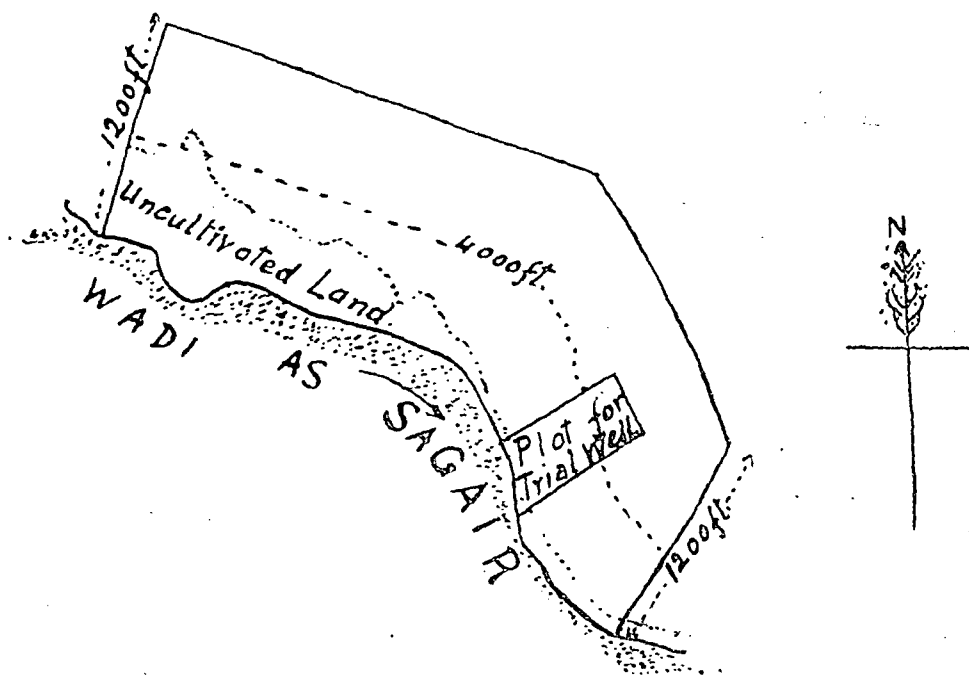 1200ft.
Uncultivated Land.
4000ft.
N
WADI AS SAGAIR
Plot for
Trial Well.
1200ft.